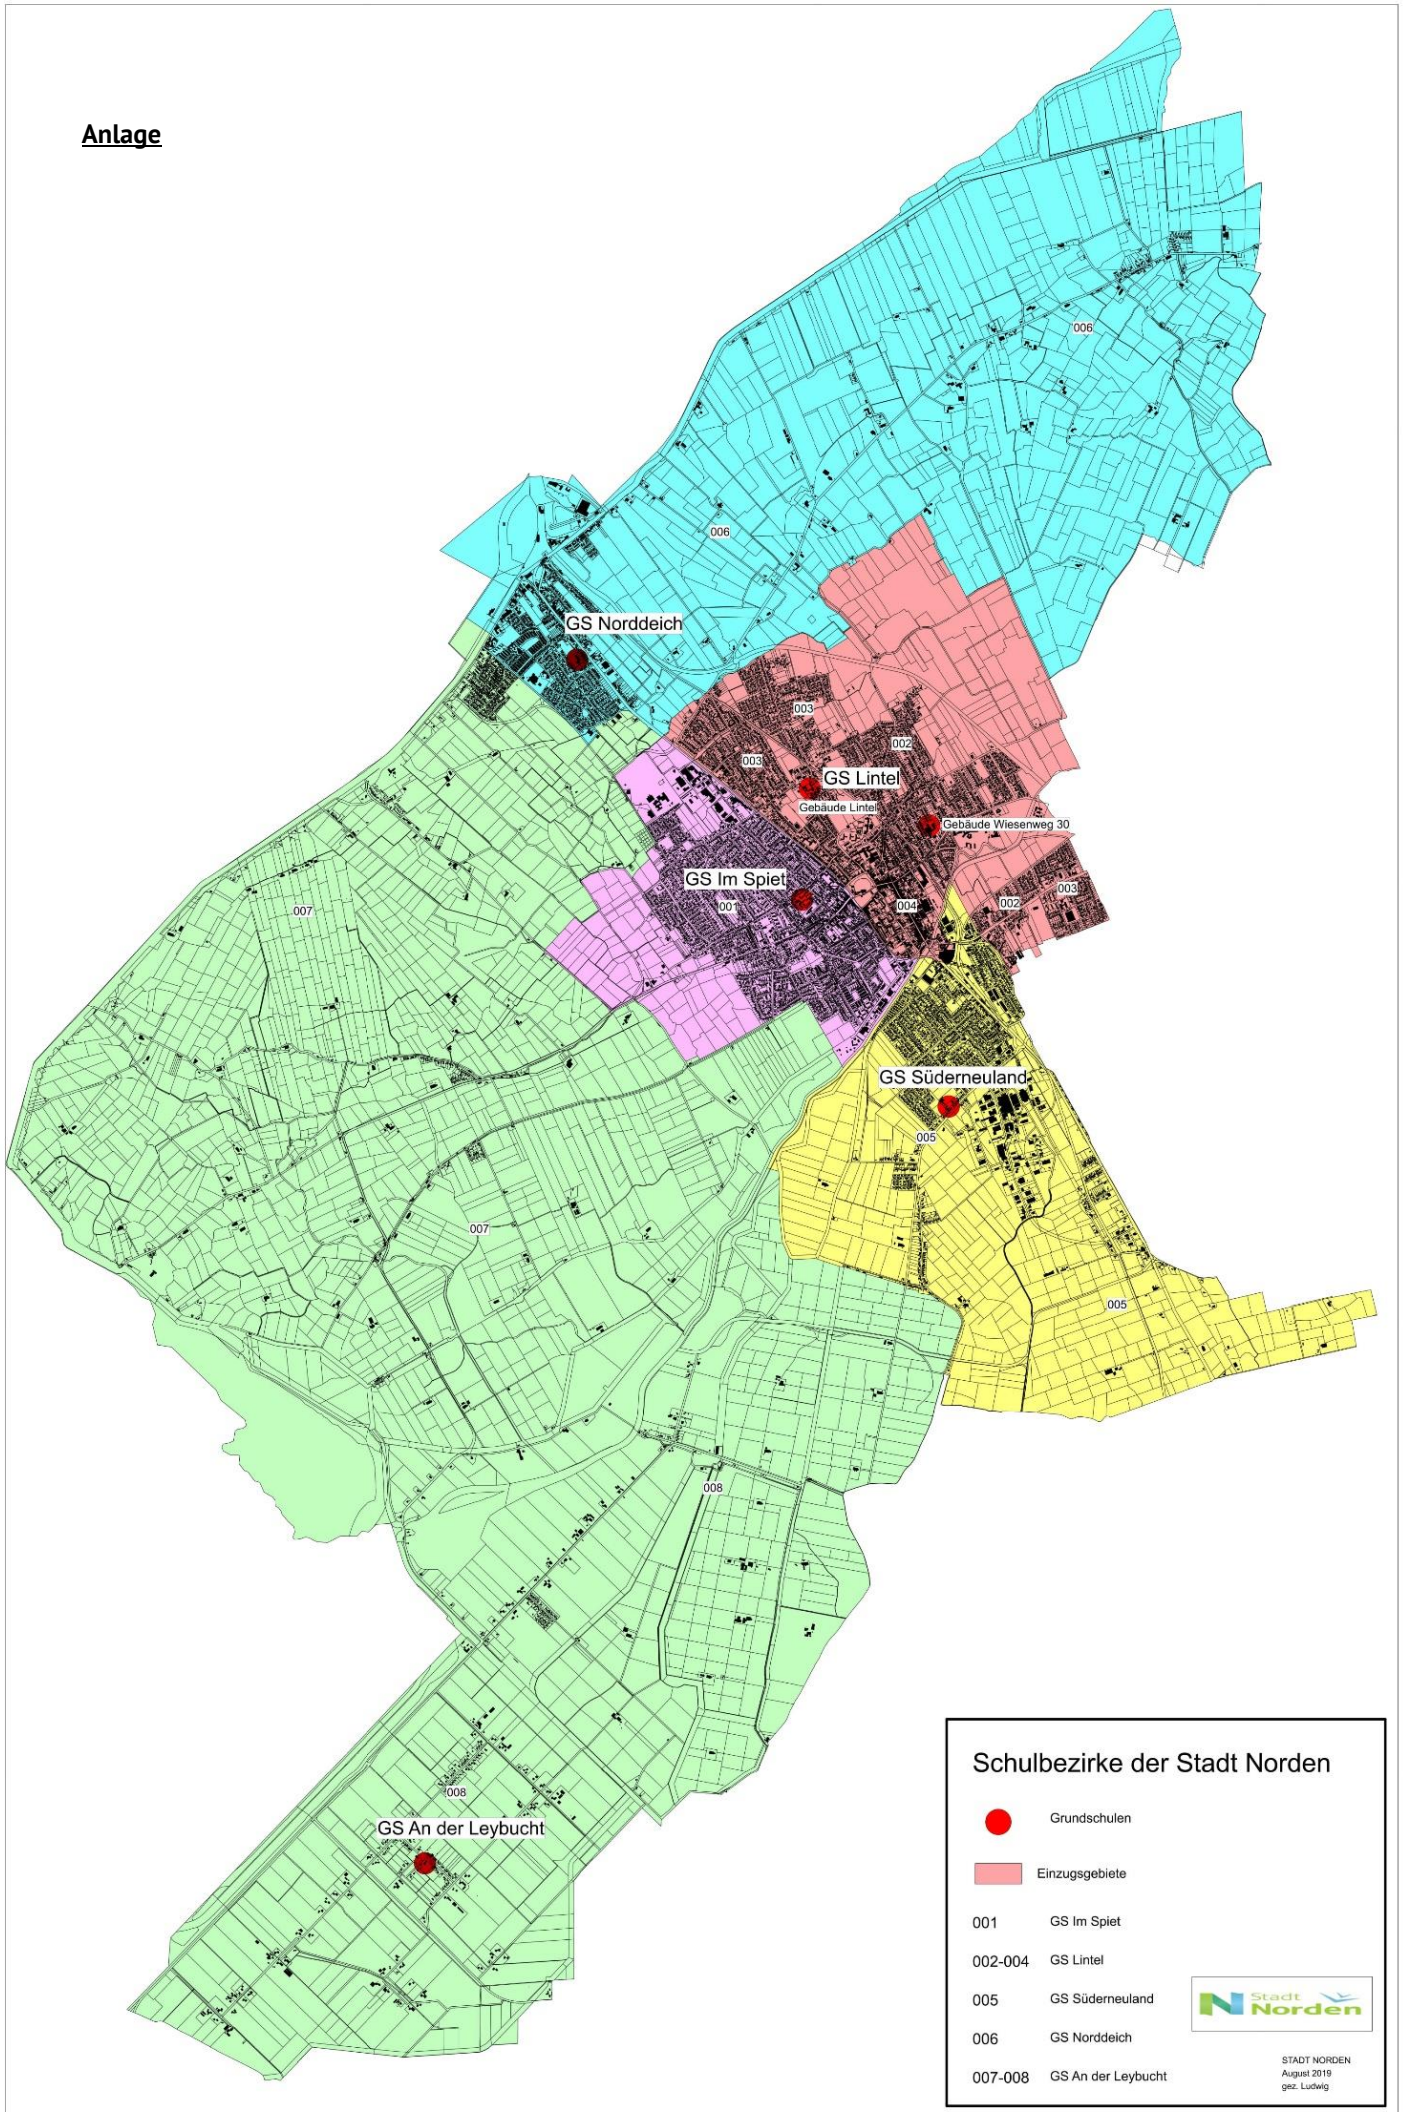 Anlage
006
006
GS Norddeich
003
002
003
GS Lintel
Gebäude Lintel
Gebäude Wiesenweg 30
GS Im Spiet
003
001
004
002
007
GS Süderneuland
005
007
005
008
008
GS An der Leybucht
Schulbezirke der Stadt Norden
Grundschulen
Einzugsgebiete
001 GS Im Spiet
002-004 GS Lintel
005 GS Süderneuland
006 GS Norddeich
007-008 GS An der Leybucht
N Stadt
Norden
STADT NORDEN
August 2019
gez. Ludwig